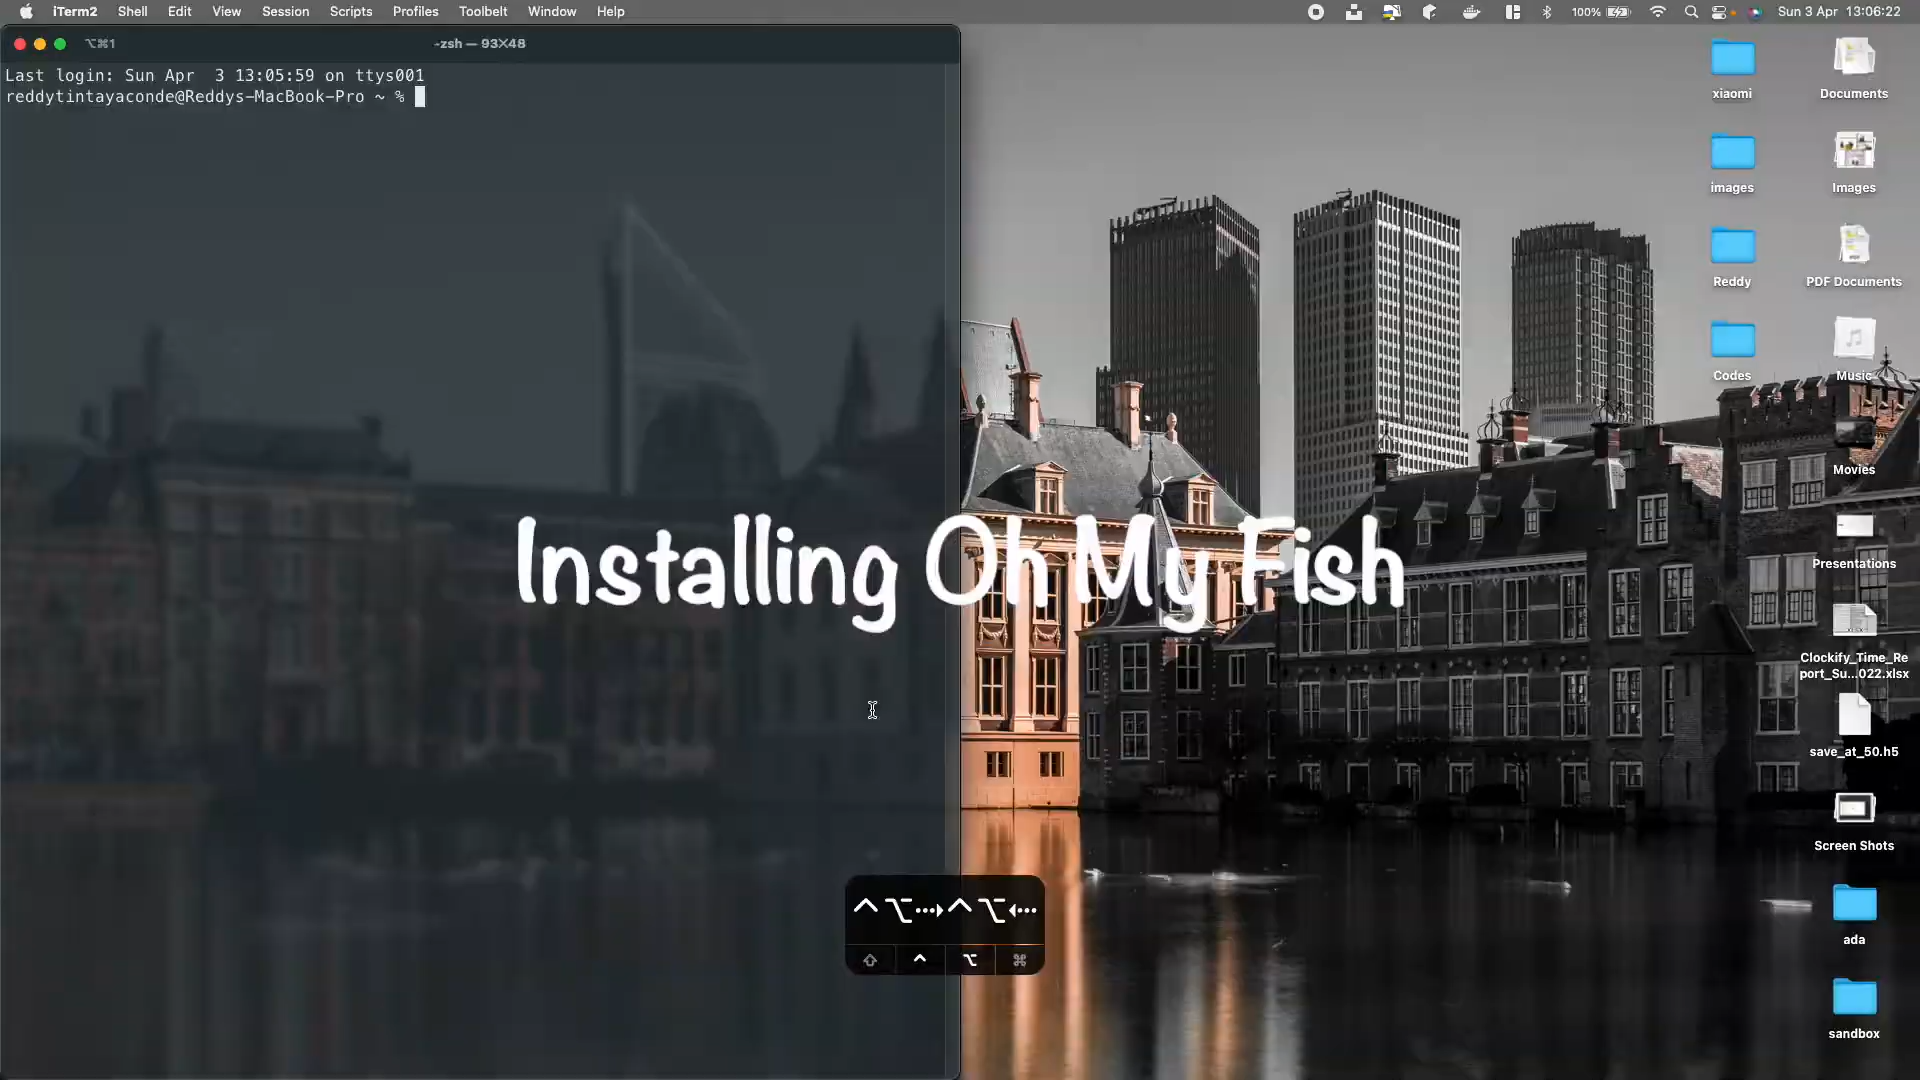 iTerm2 Shell Edit View Session Scripts Profiles Toolbelt Window Help 100% Sun 3 Apr 13:06:22
⌥⌘1 -zsh — 93×48
Last login: Sun Apr  3 13:05:59 on ttys001
reddytintayaconde@Reddys-MacBook-Pro ~ %
xiaomi
Documents
images
Images
Reddy
PDF Documents
Codes
Music
Movies
Presentations
Clockify_Time_Re
port_Su...022.xlsx
save_at_50.h5
Screen Shots
ada
sandbox
Installing Oh My Fish
^⌥⇢^⌥⇠
⇧ ^ ⌥ ⌘